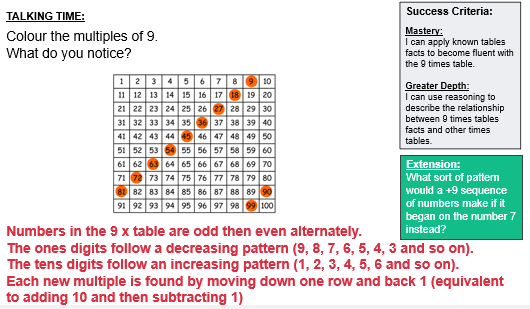 TALKING TIME:
Colour the multiples of 9.
What do you notice?
1 2 3 4 5 6 7 8 9 10
11 12 13 14 15 16 17 18 19 20
21 22 23 24 25 26 27 28 29 30
31 32 33 34 35 36 37 38 39 40
41 42 43 44 45 46 47 48 49 50
51 52 53 54 55 56 57 58 59 60
61 62 63 64 65 66 67 68 69 70
71 72 73 74 75 76 77 78 79 80
81 82 83 84 85 86 87 88 89 90
91 92 93 94 95 96 97 98 99 100
Numbers in the 9 x table are odd then even alternately.
The ones digits follow a decreasing pattern (9, 8, 7, 6, 5, 4, 3 and so on).
The tens digits follow an increasing pattern (1, 2, 3, 4, 5, 6 and so on).
Each new multiple is found by moving down one row and back 1 (equivalent
to adding 10 and then subtracting 1)
Success Criteria:
Mastery:
I can apply known tables
facts to become fluent with
the 9 times table.
Greater Depth:
I can use reasoning to
describe the relationship
between 9 times tables
facts and other times
tables.
Extension:
What sort of pattern
would a +9 sequence
of numbers make if it
began on the number 7
instead?